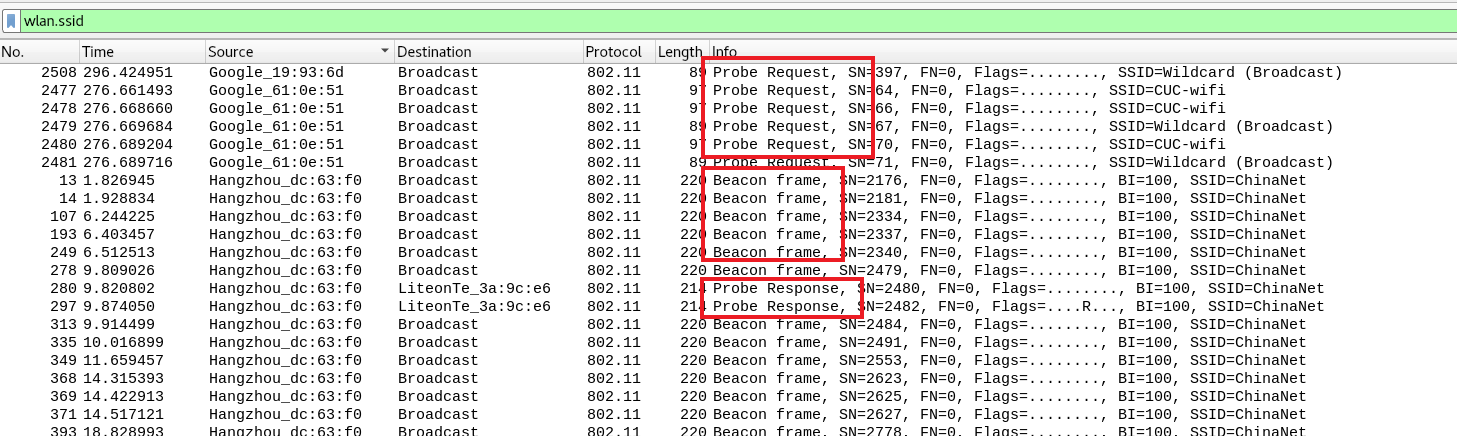 wlan.ssid
No. Time Source Destination Protocol Length Info
2508 296.424951 Google_19:93:6d Broadcast 802.11 89 Probe Request, SN=397, FN=0, Flags=........, SSID=Wildcard (Broadcast)
2477 276.661493 Google_61:0e:51 Broadcast 802.11 97 Probe Request, SN=64, FN=0, Flags=........, SSID=CUC-wifi
2478 276.668660 Google_61:0e:51 Broadcast 802.11 97 Probe Request, SN=66, FN=0, Flags=........, SSID=CUC-wifi
2479 276.669684 Google_61:0e:51 Broadcast 802.11 89 Probe Request, SN=67, FN=0, Flags=........, SSID=Wildcard (Broadcast)
2480 276.689204 Google_61:0e:51 Broadcast 802.11 97 Probe Request, SN=70, FN=0, Flags=........, SSID=CUC-wifi
2481 276.689716 Google_61:0e:51 Broadcast 802.11 89 Probe Request, SN=71, FN=0, Flags=........, SSID=Wildcard (Broadcast)
13 1.826945 Hangzhou_dc:63:f0 Broadcast 802.11 220 Beacon frame, SN=2176, FN=0, Flags=........, BI=100, SSID=ChinaNet
14 1.928834 Hangzhou_dc:63:f0 Broadcast 802.11 220 Beacon frame, SN=2181, FN=0, Flags=........, BI=100, SSID=ChinaNet
107 6.244225 Hangzhou_dc:63:f0 Broadcast 802.11 220 Beacon frame, SN=2334, FN=0, Flags=........, BI=100, SSID=ChinaNet
193 6.403457 Hangzhou_dc:63:f0 Broadcast 802.11 220 Beacon frame, SN=2337, FN=0, Flags=........, BI=100, SSID=ChinaNet
249 6.512513 Hangzhou_dc:63:f0 Broadcast 802.11 220 Beacon frame, SN=2340, FN=0, Flags=........, BI=100, SSID=ChinaNet
278 9.809026 Hangzhou_dc:63:f0 Broadcast 802.11 220 Beacon frame, SN=2479, FN=0, Flags=........, BI=100, SSID=ChinaNet
280 9.820802 Hangzhou_dc:63:f0 LiteonTe_3a:9c:e6 802.11 214 Probe Response, SN=2480, FN=0, Flags=........, BI=100, SSID=ChinaNet
297 9.874050 Hangzhou_dc:63:f0 LiteonTe_3a:9c:e6 802.11 214 Probe Response, SN=2482, FN=0, Flags=....R..., BI=100, SSID=ChinaNet
313 9.914499 Hangzhou_dc:63:f0 Broadcast 802.11 220 Beacon frame, SN=2484, FN=0, Flags=........, BI=100, SSID=ChinaNet
335 10.016899 Hangzhou_dc:63:f0 Broadcast 802.11 220 Beacon frame, SN=2491, FN=0, Flags=........, BI=100, SSID=ChinaNet
349 11.659457 Hangzhou_dc:63:f0 Broadcast 802.11 220 Beacon frame, SN=2553, FN=0, Flags=........, BI=100, SSID=ChinaNet
368 14.315393 Hangzhou_dc:63:f0 Broadcast 802.11 220 Beacon frame, SN=2623, FN=0, Flags=........, BI=100, SSID=ChinaNet
369 14.422913 Hangzhou_dc:63:f0 Broadcast 802.11 220 Beacon frame, SN=2625, FN=0, Flags=........, BI=100, SSID=ChinaNet
371 14.517121 Hangzhou_dc:63:f0 Broadcast 802.11 220 Beacon frame, SN=2627, FN=0, Flags=........, BI=100, SSID=ChinaNet
393 18.828993 Hangzhou_dc:63:f0 Broadcast 802.11 220 Beacon frame, SN=2778, FN=0, Flags=........, BI=100, SSID=ChinaNet